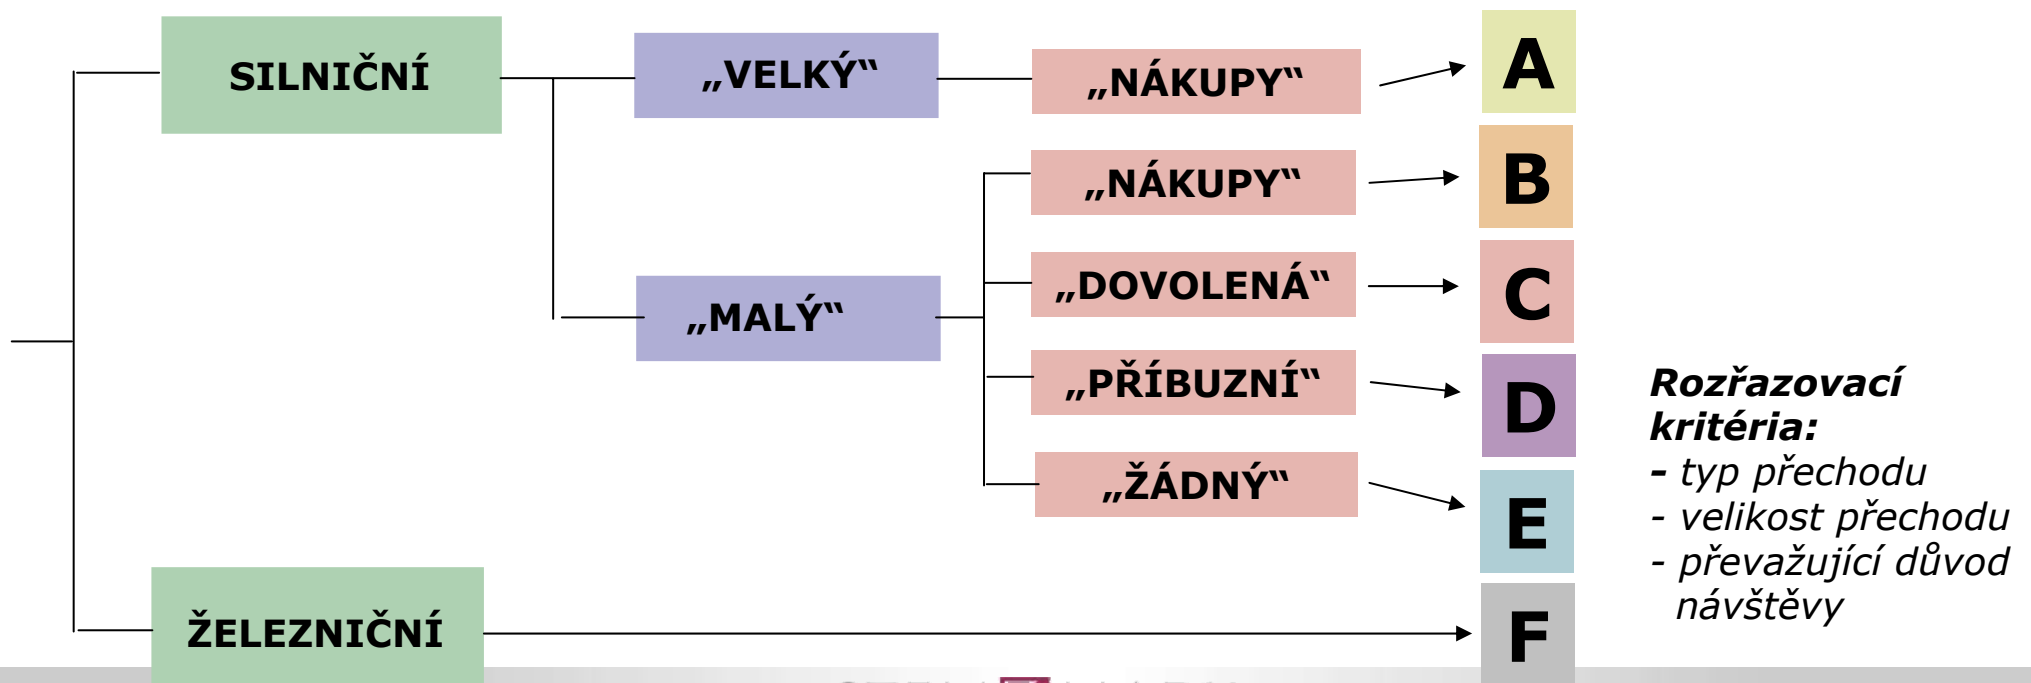 SILNIČNÍ
„VELKÝ“
„NÁKUPY“
A
„NÁKUPY“
B
„DOVOLENÁ“
C
„MALÝ“
„PŘÍBUZNÍ“
D
„ŽÁDNÝ“
E
ŽELEZNIČNÍ
F
Rozřazovací
kritéria:
- typ přechodu
- velikost přechodu
- převažující důvod
návštěvy